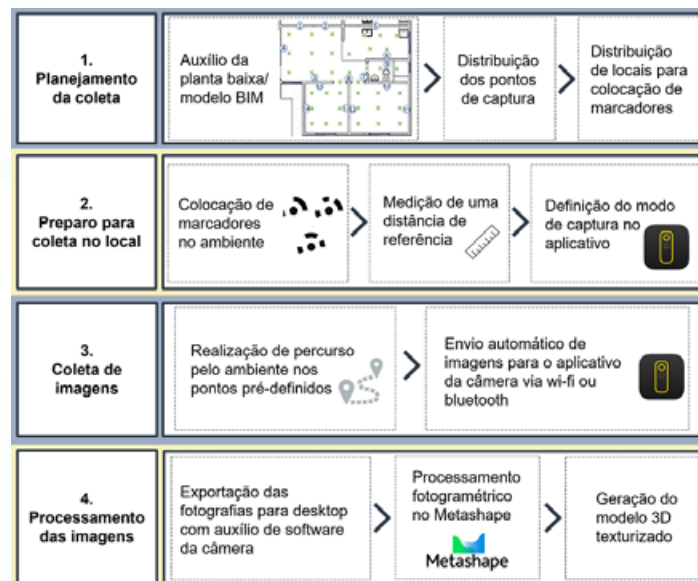 1.
Planejamento
da coleta
Auxílio da
planta baixa/
modelo BIM
Distribuição
dos pontos
de captura
Distribuição
de locais para
colocação de
marcadores
2.
Preparo para
coleta no local
Colocação de
marcadores
no ambiente
Medição de uma
distância de
referência
Definição do modo
de captura no
aplicativo
3.
Coleta de
imagens
Realização de percurso
pelo ambiente nos
pontos pré-definidos
Envio automático de
imagens para o aplicativo
da câmera via wi-fi ou
bluetooth
4.
Processamento
das imagens
Exportação das
fotografias para desktop
com auxílio de software
da câmera
Processamento
fotogramétrico
no Metashape
Metashape
Geração do
modelo 3D
texturizado